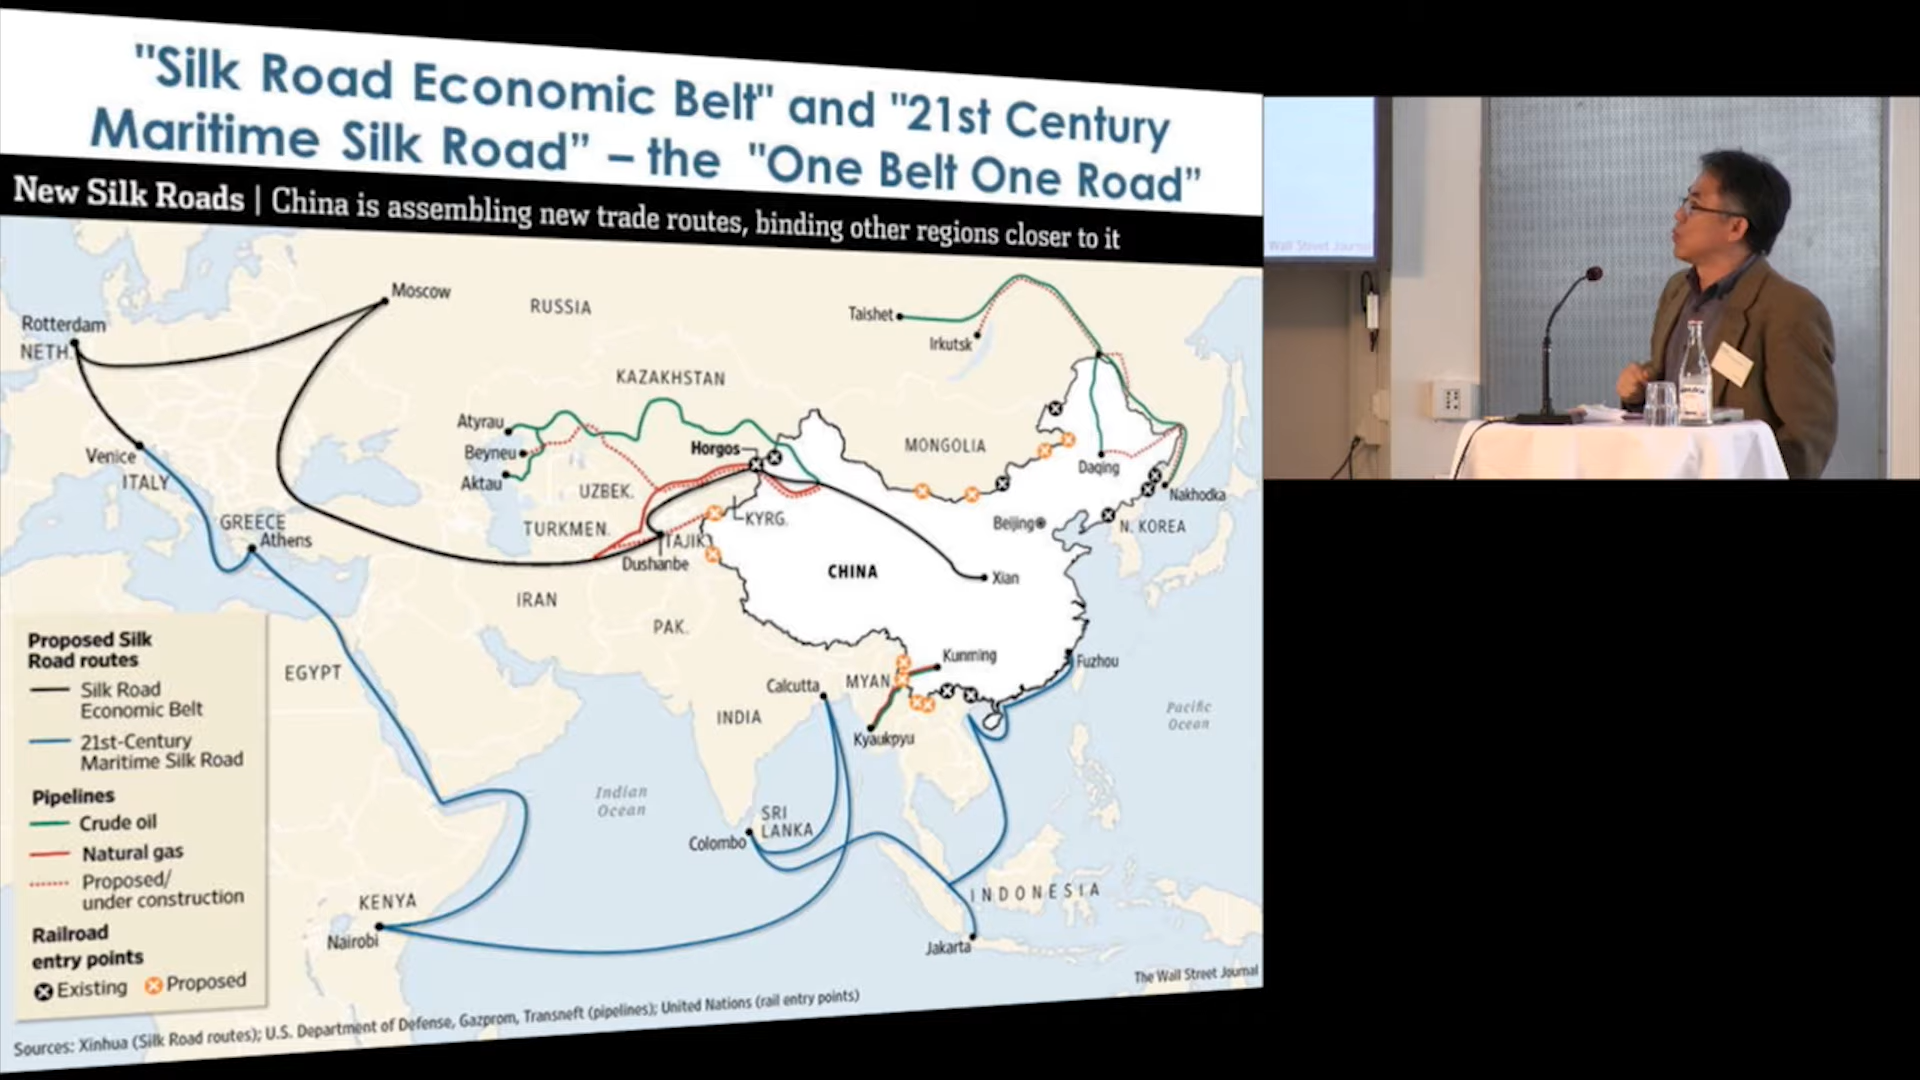 "Silk Road Economic Belt" and "21st Century
Maritime Silk Road” – the "One Belt One Road”
New Silk Roads | China is assembling new trade routes, binding other regions closer to it
Moscow
RUSSIA
Taishet
Irkutsk
Rotterdam
NETH.
KAZAKHSTAN
Atyrau
Beyneu
Aktau
Horgos
MONGOLIA
Daqing
Nakhodka
Venice
ITALY
UZBEK.
KYRG.
Beijing
N. KOREA
GREECE
Athens
TURKMEN.
TAJIK.
Dushanbe
CHINA
Xian
IRAN
PAK.
EGYPT
Kunming
Fuzhou
Calcutta
MYAN.
INDIA
Kyaukpyu
Pacific
Ocean
Indian
Ocean
SRI
LANKA
Colombo
INDONESIA
KENYA
Nairobi
Jakarta
Proposed Silk
Road routes
Silk Road
Economic Belt
21st-Century
Maritime Silk Road
Pipelines
Crude oil
Natural gas
Proposed/
under construction
Railroad
entry points
Existing
Proposed
The Wall Street Journal
Sources: Xinhua (Silk Road routes); U.S. Department of Defense, Gazprom, Transneft (pipelines); United Nations (rail entry points)
Wall Street Journal